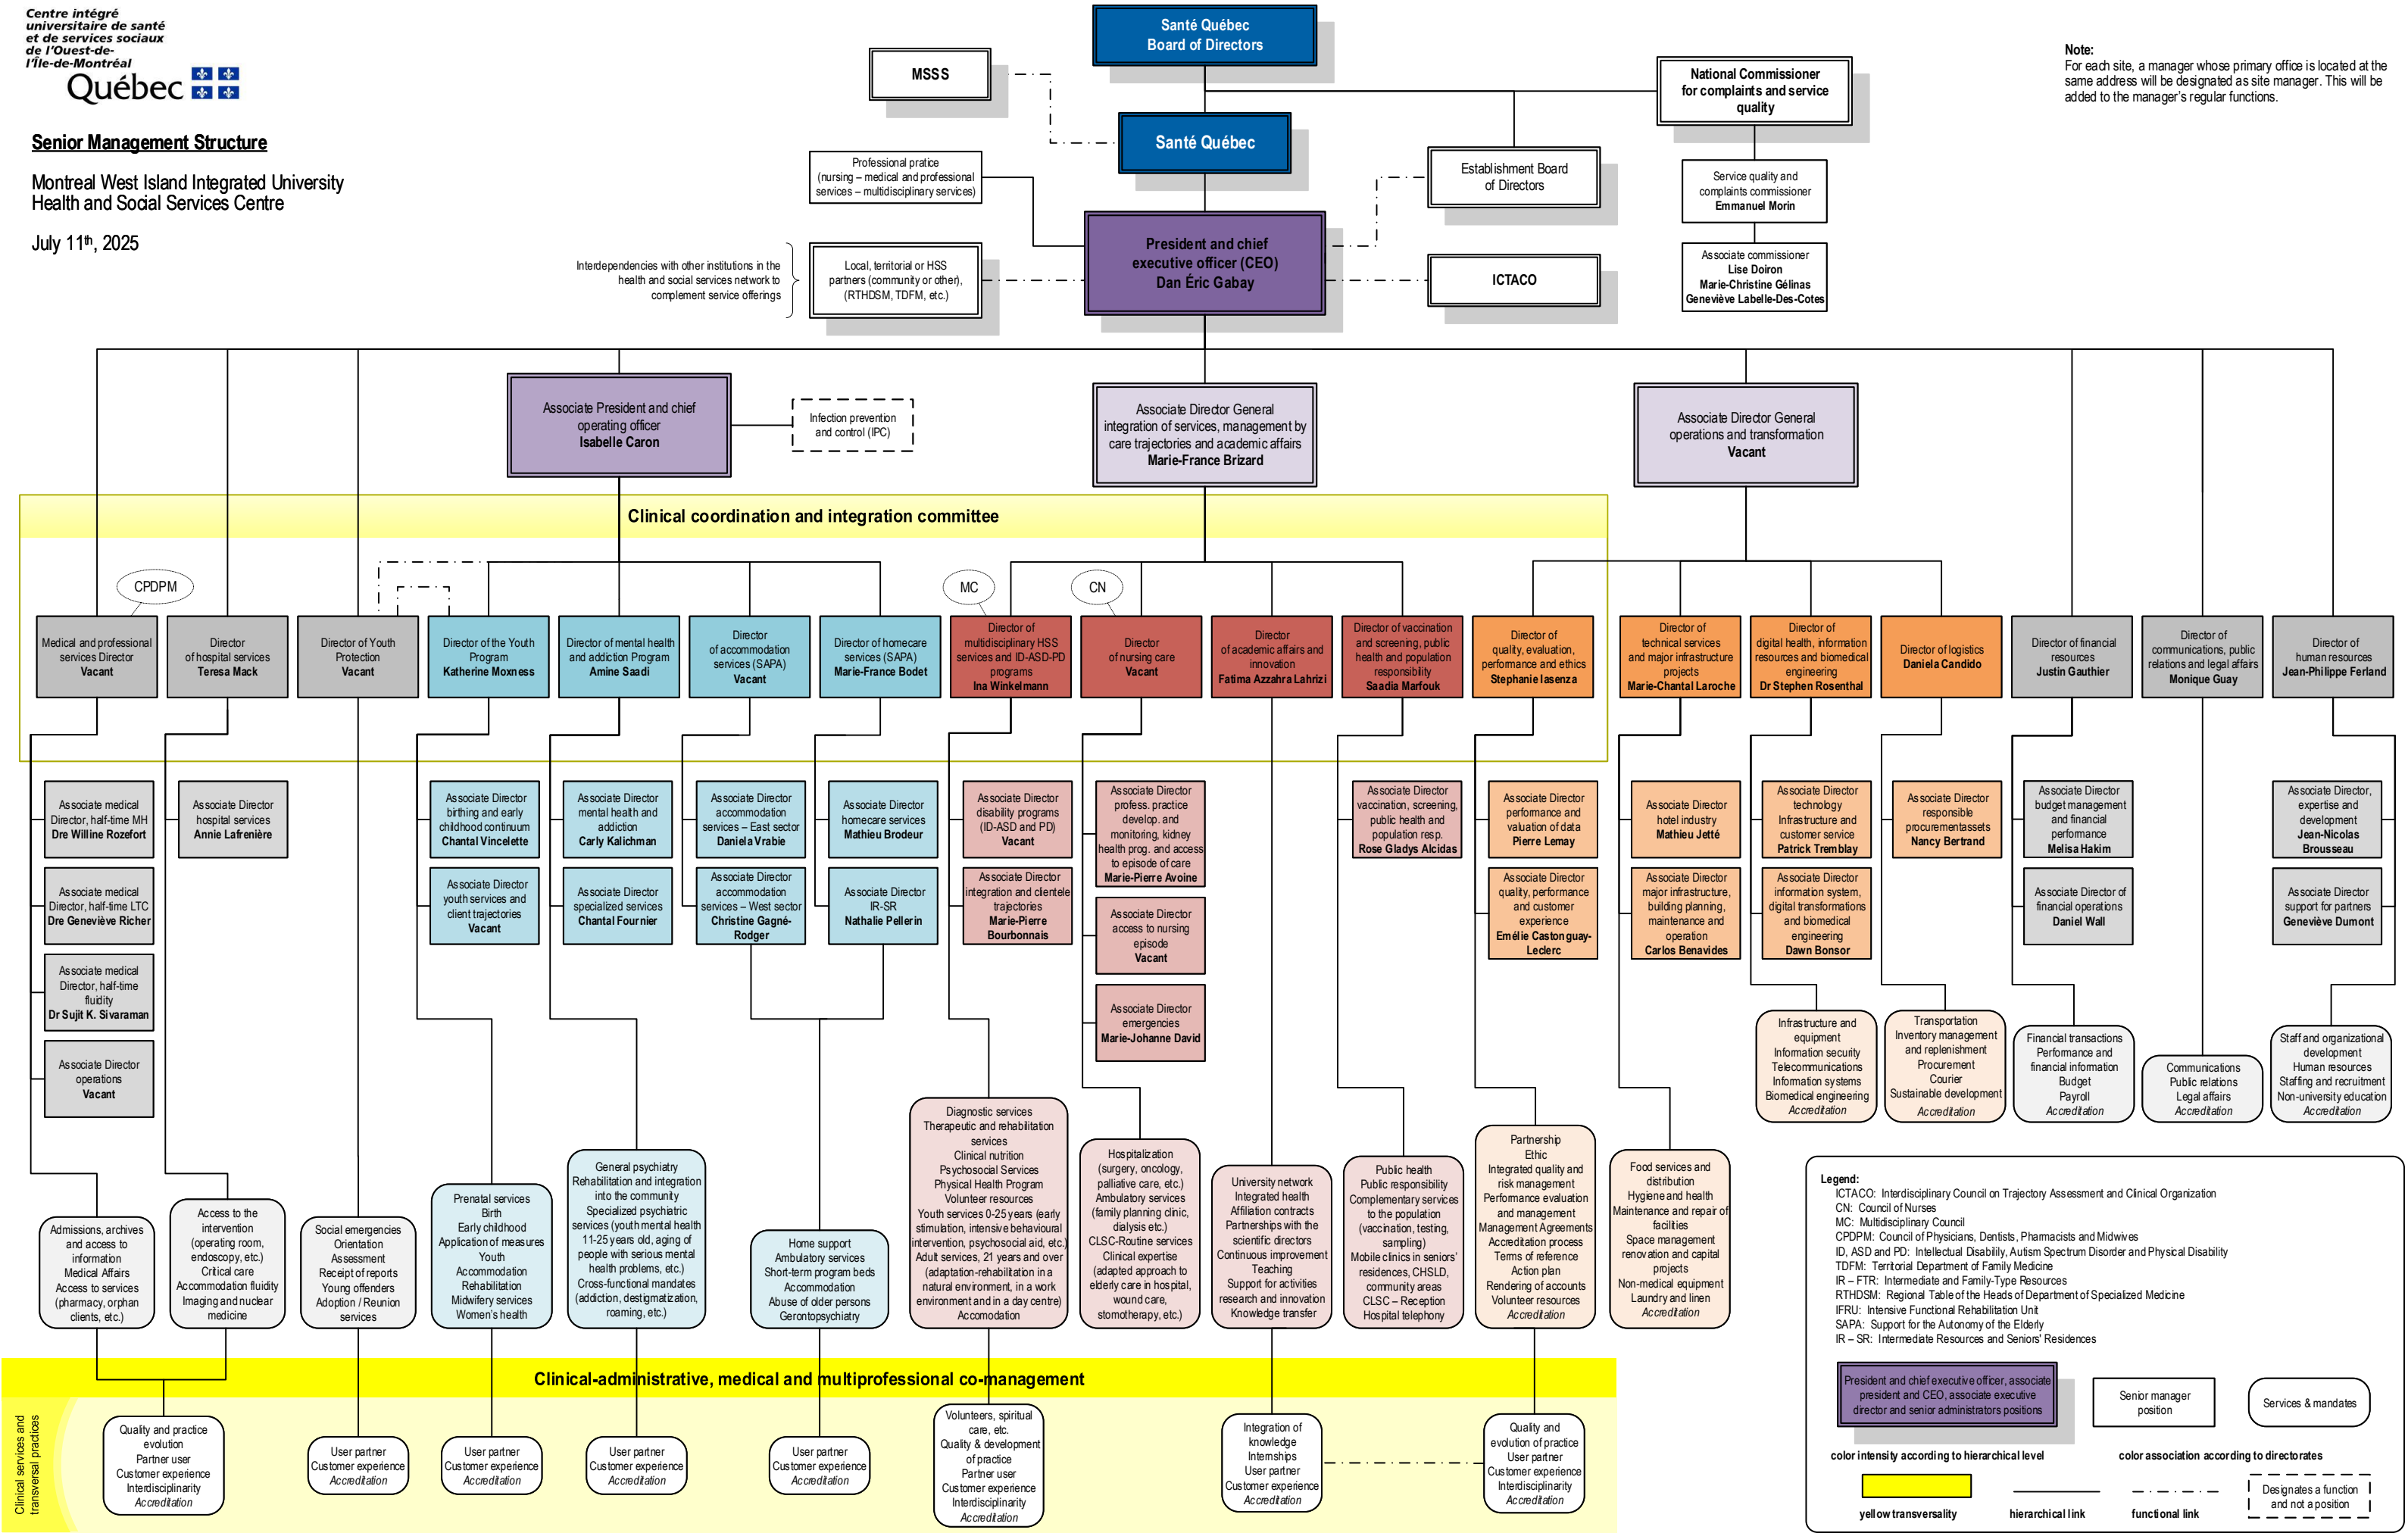 Centre intégré
universitaire de santé
et de services sociaux
de l'Ouest-de-
l'Île-de-Montréal
Québec
Senior Management Structure
Montreal West Island Integrated University
Health and Social Services Centre
July 11th, 2025
Santé Québec
Board of Directors
MSSS
National Commissioner
for complaints and service
quality
Note:
For each site, a manager whose primary office is located at the
same address will be designated as site manager. This will be
added to the manager's regular functions.
Santé Québec
Professional pratice
(nursing – medical and professional
services – multidisciplinary services)
Establishment Board
of Directors
Service quality and
complaints commissioner
Emmanuel Morin
President and chief
executive officer (CEO)
Dan Éric Gabay
Interdependencies with other institutions in the
health and social services network to
complement service offerings
Local, territorial or HSS
partners (community or other),
(RTHDSM, TDFM, etc.)
ICTACO
Associate commissioner
Lise Doiron
Marie-Christine Gélinas
Geneviève Labelle-Des-Cotes
Associate President and chief
operating officer
Isabelle Caron
Infection prevention
and control (IPC)
Associate Director General
integration of services, management by
care trajectories and academic affairs
Marie-France Brizard
Associate Director General
operations and transformation
Vacant
Clinical coordination and integration committee
CPDPM
MC
CN
Medical and professional
services Director
Vacant
Director
of hospital services
Teresa Mack
Director of Youth
Protection
Vacant
Director of the Youth
Program
Katherine Moxness
Director of mental health
and addiction Program
Amine Saadi
Director
of accommodation
services (SAPA)
Vacant
Director of homecare
services (SAPA)
Marie-France Bodet
Director of
multidisciplinary HSS
services and ID-ASD-PD
programs
Ina Winkelmann
Director
of nursing care
Vacant
Director
of academic affairs and
innovation
Fatima Azzahra Lahrizi
Director of vaccination
and screening, public
health and population
responsibility
Saadia Marfouk
Director of
quality, evaluation,
performance and ethics
Stephanie Iasenza
Director of
technical services
and major infrastructure
projects
Marie-Chantal Laroche
Director of
digital health, information
resources and biomedical
engineering
Dr Stephen Rosenthal
Director of logistics
Daniela Candido
Director of financial
resources
Justin Gauthier
Director of
communications, public
relations and legal affairs
Monique Guay
Director of
human resources
Jean-Philippe Ferland
Associate medical
Director, half-time MH
Dre Willine Rozefort
Associate medical
Director, half-time LTC
Dre Geneviève Richer
Associate medical
Director, half-time
fluidity
Dr Sujit K. Sivaraman
Associate Director
operations
Vacant
Associate Director
hospital services
Annie Lafrenière
Associate Director
birthing and early
childhood continuum
Chantal Vincelette
Associate Director
youth services and
client trajectories
Vacant
Associate Director
mental health and
addiction
Carly Kalichman
Associate Director
specialized services
Chantal Fournier
Associate Director
accommodation
services – East sector
Daniela Vrabie
Associate Director
accommodation
services – West sector
Christine Gagné-
Rodger
Associate Director
homecare services
Mathieu Brodeur
Associate Director
IR-SR
Nathalie Pellerin
Associate Director
disability programs
(ID-ASD and PD)
Vacant
Associate Director
integration and clientele
trajectories
Marie-Pierre
Bourbonnais
Associate Director
profess. practice
develop. and
monitoring, kidney
health prog. and access
to episode of care
Marie-Pierre Avoine
Associate Director
access to nursing
episode
Vacant
Associate Director
emergencies
Marie-Johanne David
Associate Director
vaccination, screening,
public health and
population resp.
Rose Gladys Alcidas
Associate Director
performance and
valuation of data
Pierre Lemay
Associate Director
quality, performance
and customer
experience
Emélie Castonguay-
Leclerc
Associate Director
hotel industry
Mathieu Jetté
Associate Director
major infrastructure,
building planning,
maintenance and
operation
Carlos Benavides
Associate Director
technology
Infrastructure and
customer service
Patrick Tremblay
Associate Director
information system,
digital transformations
and biomedical
engineering
Dawn Bonsor
Associate Director
responsible
procurementassets
Nancy Bertrand
Associate Director
budget management
and financial
performance
Melisa Hakim
Associate Director of
financial operations
Daniel Wall
Associate Director,
expertise and
development
Jean-Nicolas
Brousseau
Associate Director
support for partners
Geneviève Dumont
Infrastructure and
equipment
Information security
Telecommunications
Information systems
Biomedical engineering
Accreditation
Transportation
Inventory management
and replenishment
Procurement
Courier
Sustainable development
Accreditation
Financial transactions
Performance and
financial information
Budget
Payroll
Accreditation
Communications
Public relations
Legal affairs
Accreditation
Staff and organizational
development
Human resources
Staffing and recruitment
Non-university education
Accreditation
Admissions, archives
and access to
information
Medical Affairs
Access to services
(pharmacy, orphan
clients, etc.)
Access to the
intervention
(operating room,
endoscopy, etc.)
Critical care
Accommodation fluidity
Imaging and nuclear
medicine
Social emergencies
Orientation
Assessment
Receipt of reports
Young offenders
Adoption / Reunion
services
Prenatal services
Birth
Early childhood
Application of measures
Youth
Accommodation
Rehabilitation
Midwifery services
Women's health
General psychiatry
Rehabilitation and integration
into the community
Specialized psychiatric
services (youth mental health
11-25 years old, aging of
people with serious mental
health problems, etc.)
Cross-functional mandates
(addiction, destigmatization,
roaming, etc.)
Home support
Ambulatory services
Short-term program beds
Accommodation
Abuse of older persons
Gerontopsychiatry
Diagnostic services
Therapeutic and rehabilitation
services
Clinical nutrition
Psychosocial Services
Physical Health Program
Volunteer resources
Youth services 0-25 years (early
stimulation, intensive behavioural
intervention, psychosocial aid, etc.)
Adult services, 21 years and over
(adaptation-rehabilitation in a
natural environment, in a work
environment and in a day centre)
Accomodation
Hospitalization
(surgery, oncology,
palliative care, etc.)
Ambulatory services
(family planning clinic,
dialysis etc.)
CLSC-Routine services
Clinical expertise
(adapted approach to
elderly care in hospital,
wound care,
stomotherapy, etc.)
University network
Integrated health
Affiliation contracts
Partnerships with the
scientific directors
Continuous improvement
Teaching
Support for activities
research and innovation
Knowledge transfer
Public health
Public responsibility
Complementary services
to the population
(vaccination, testing,
sampling)
Mobile clinics in seniors'
residences, CHSLD,
community areas
CLSC – Reception
Hospital telephony
Partnership
Ethic
Integrated quality and
risk management
Performance evaluation
and management
Management Agreements
Accreditation process
Terms of reference
Action plan
Rendering of accounts
Volunteer resources
Accreditation
Food services and
distribution
Hygiene and health
Maintenance and repair of
facilities
Space management
renovation and capital
projects
Non-medical equipment
Laundry and linen
Accreditation
Clinical-administrative, medical and multiprofessional co-management
Clinical services and
transversal practices
Quality and practice
evolution
Partner user
Customer experience
Interdisciplinarity
Accreditation
User partner
Customer experience
Accreditation
User partner
Customer experience
Accreditation
User partner
Customer experience
Accreditation
User partner
Customer experience
Accreditation
Volunteers, spiritual
care, etc.
Quality & development
of practice
Partner user
Customer experience
Interdisciplinarity
Accreditation
Integration of
knowledge
Internships
User partner
Customer experience
Accreditation
Quality and
evolution of practice
User partner
Customer experience
Interdisciplinarity
Accreditation
Legend:
ICTACO: Interdisciplinary Council on Trajectory Assessment and Clinical Organization
CN: Council of Nurses
MC: Multidisciplinary Council
CPDPM: Council of Physicians, Dentists, Pharmacists and Midwives
ID, ASD and PD: Intellectual Disability, Autism Spectrum Disorder and Physical Disability
TDFM: Territorial Department of Family Medicine
IR – FTR: Intermediate and Family-Type Resources
RTHDSM: Regional Table of the Heads of Department of Specialized Medicine
IFRU: Intensive Functional Rehabilitation Unit
SAPA: Support for the Autonomy of the Elderly
IR – SR: Intermediate Resources and Seniors' Residences
President and chief executive officer, associate
president and CEO, associate executive
director and senior administrators positions
Senior manager
position
Services & mandates
color intensity according to hierarchical level
color association according to directorates
yellow transversality
hierarchical link
functional link
Designates a function
and not a position